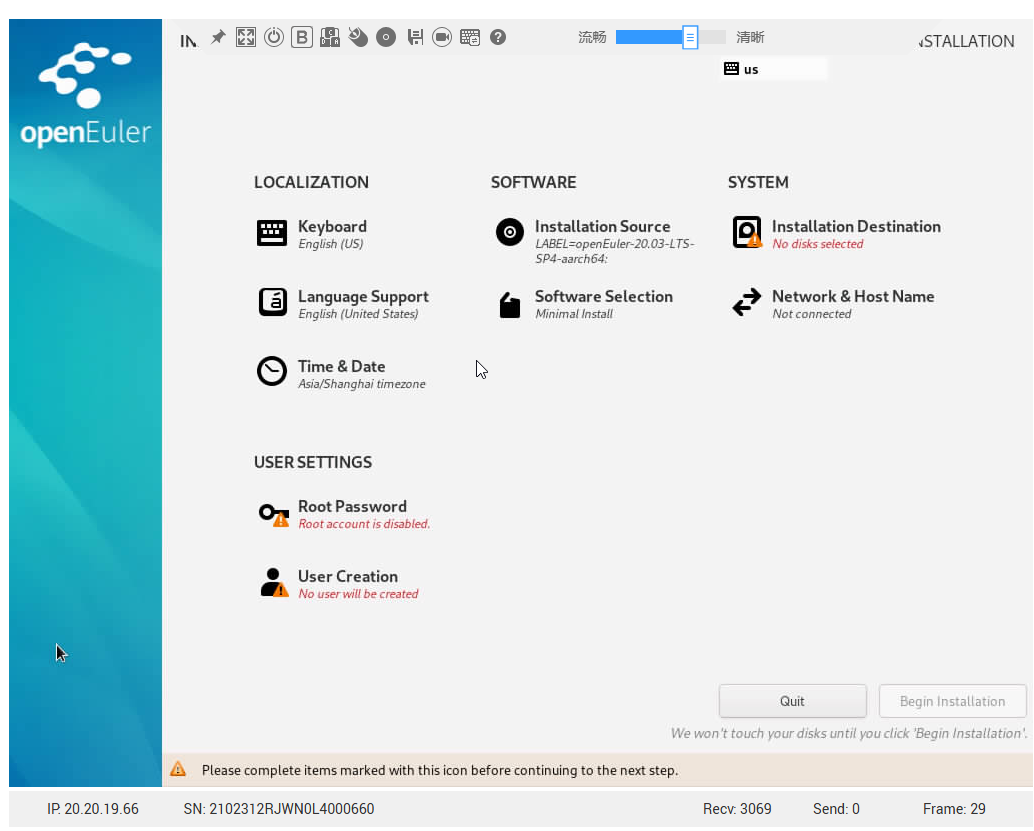 openEuler
B
流畅
清晰
STALLATION
us
LOCALIZATION
Keyboard
English (US)
Language Support
English (United States)
Time & Date
Asia/Shanghai timezone
SOFTWARE
Installation Source
LABEL=openEuler-20.03-LTS-
SP4-aarch64:
Software Selection
Minimal Install
SYSTEM
Installation Destination
No disks selected
Network & Host Name
Not connected
USER SETTINGS
Root Password
Root account is disabled.
User Creation
No user will be created
Quit
Begin Installation
We won't touch your disks until you click 'Begin Installation'.
Please complete items marked with this icon before continuing to the next step.
IP: 20.20.19.66
SN: 2102312RJWN0L4000660
Recv: 3069
Send: 0
Frame: 29